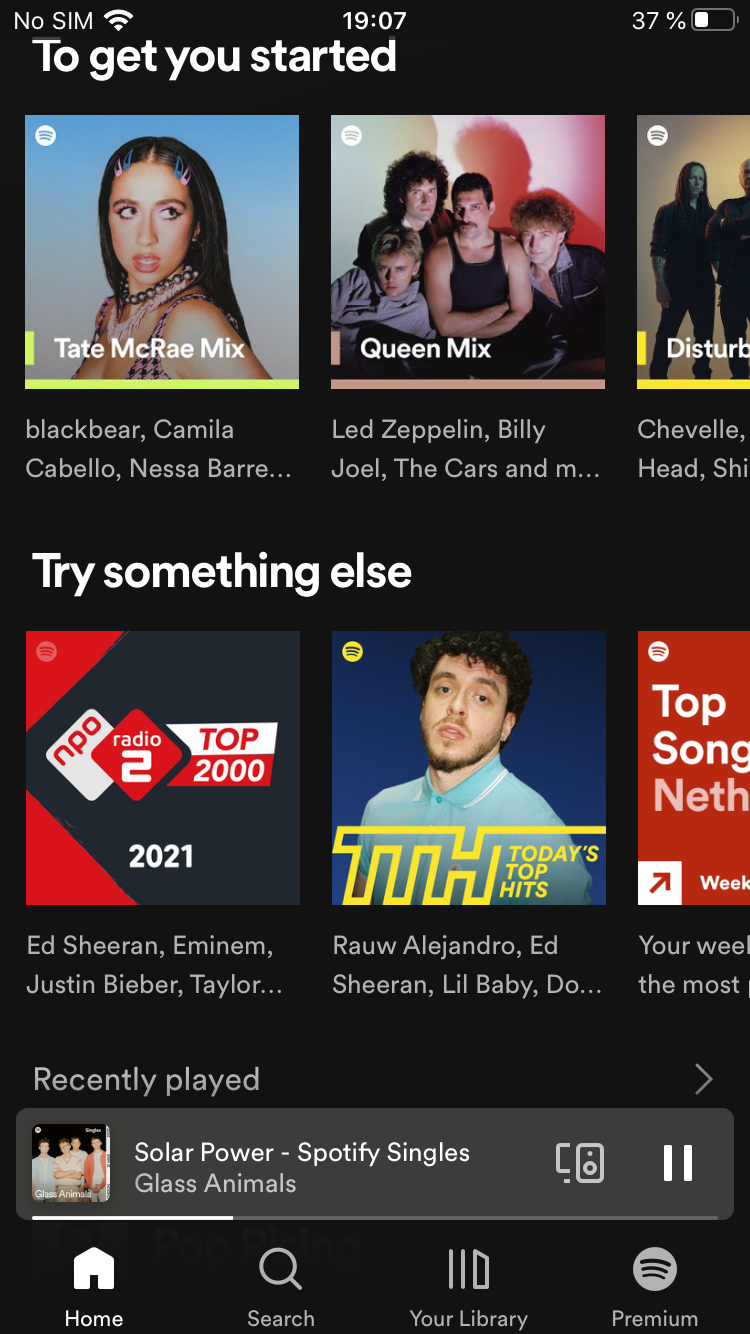 No SIM 19:07 37 %
To get you started
Tate McRae Mix
Queen Mix
Disturb
blackbear, Camila
Cabello, Nessa Barre...
Led Zeppelin, Billy
Joel, The Cars and m...
Chevelle,
Head, Shi
Try something else
npo
radio
2
TOP
2000
2021
TTH
TODAY'S
TOP
HITS
Top
Song
Neth
Week
Ed Sheeran, Eminem,
Justin Bieber, Taylor...
Rauw Alejandro, Ed
Sheeran, Lil Baby, Do...
Your week
the most p
Recently played
Singles
Glass Animals
Solar Power - Spotify Singles
Glass Animals
Pop Rising
Home
Search
Your Library
Premium